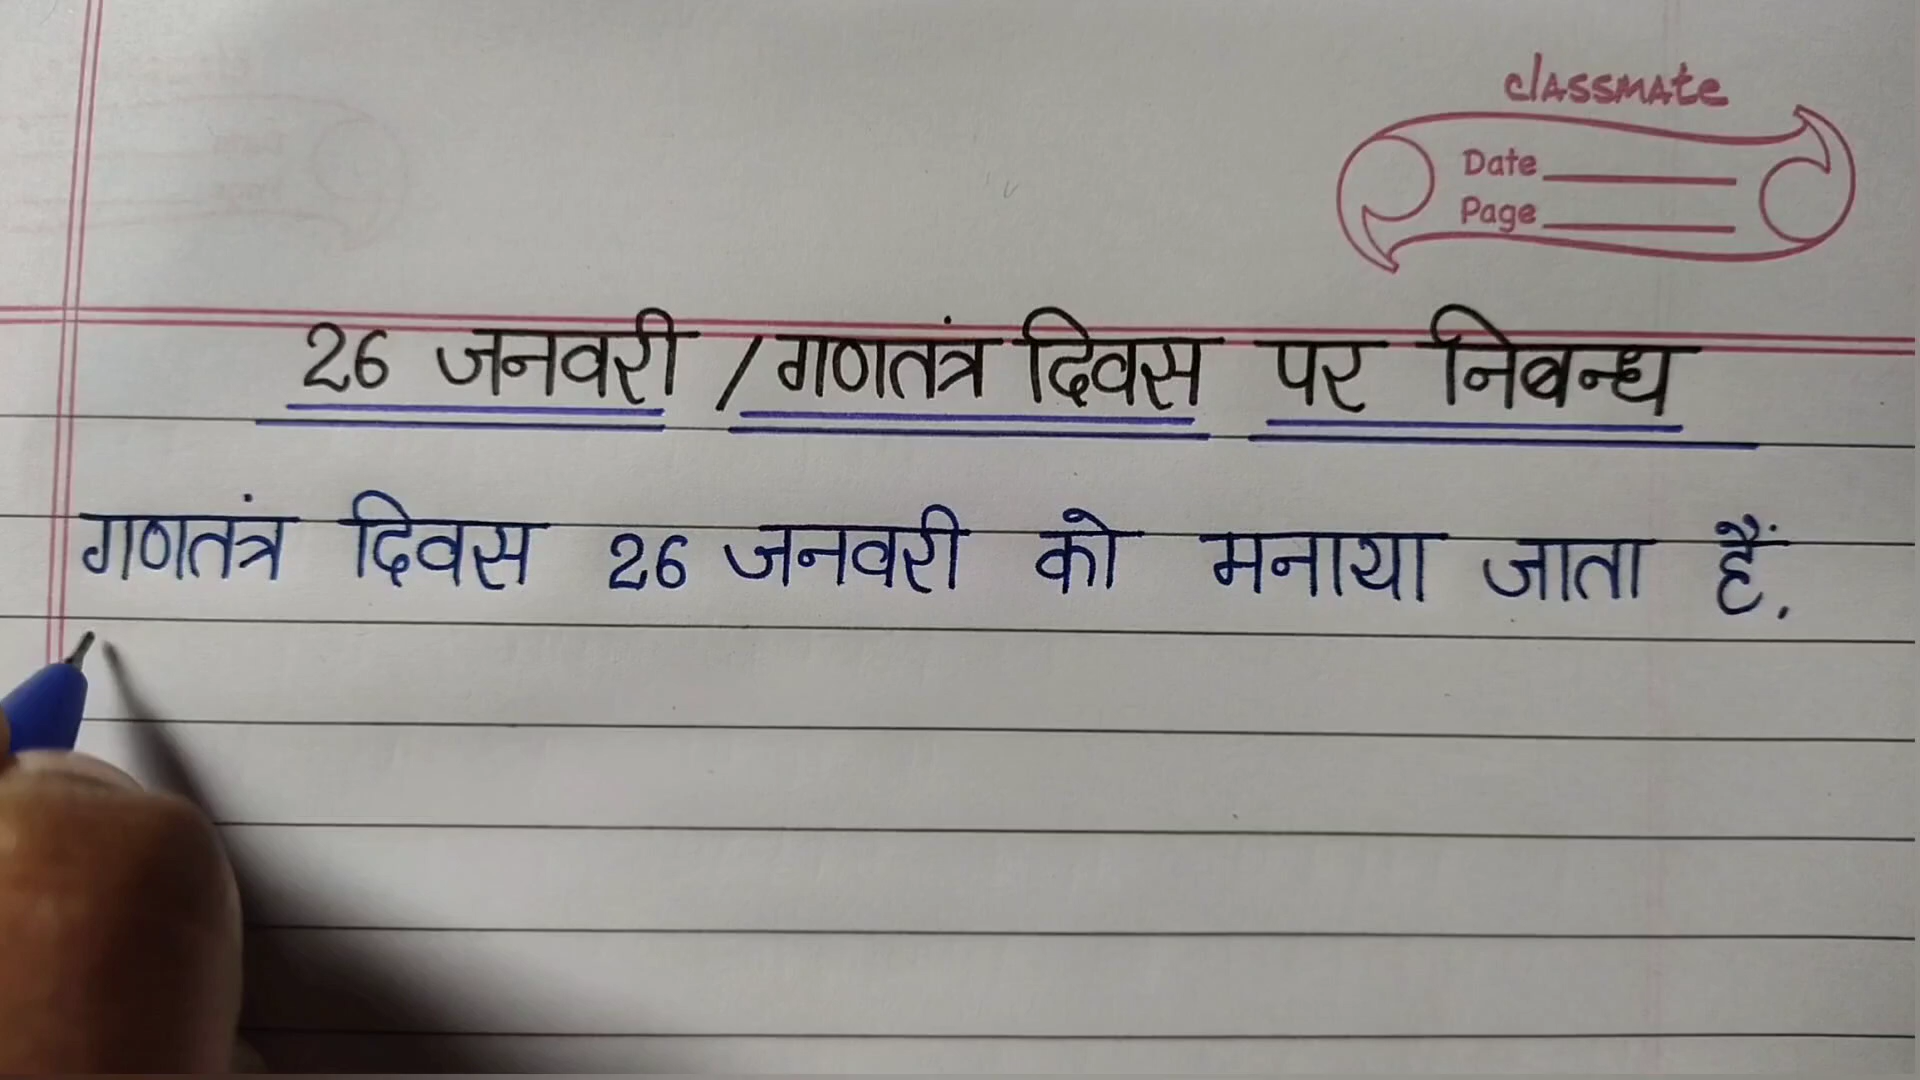 classmate
Date
Page
26 जनवरी / गणतंत्र दिवस पर निबन्ध
गणतंत्र दिवस 26 जनवरी को मनाया जाता हैं.